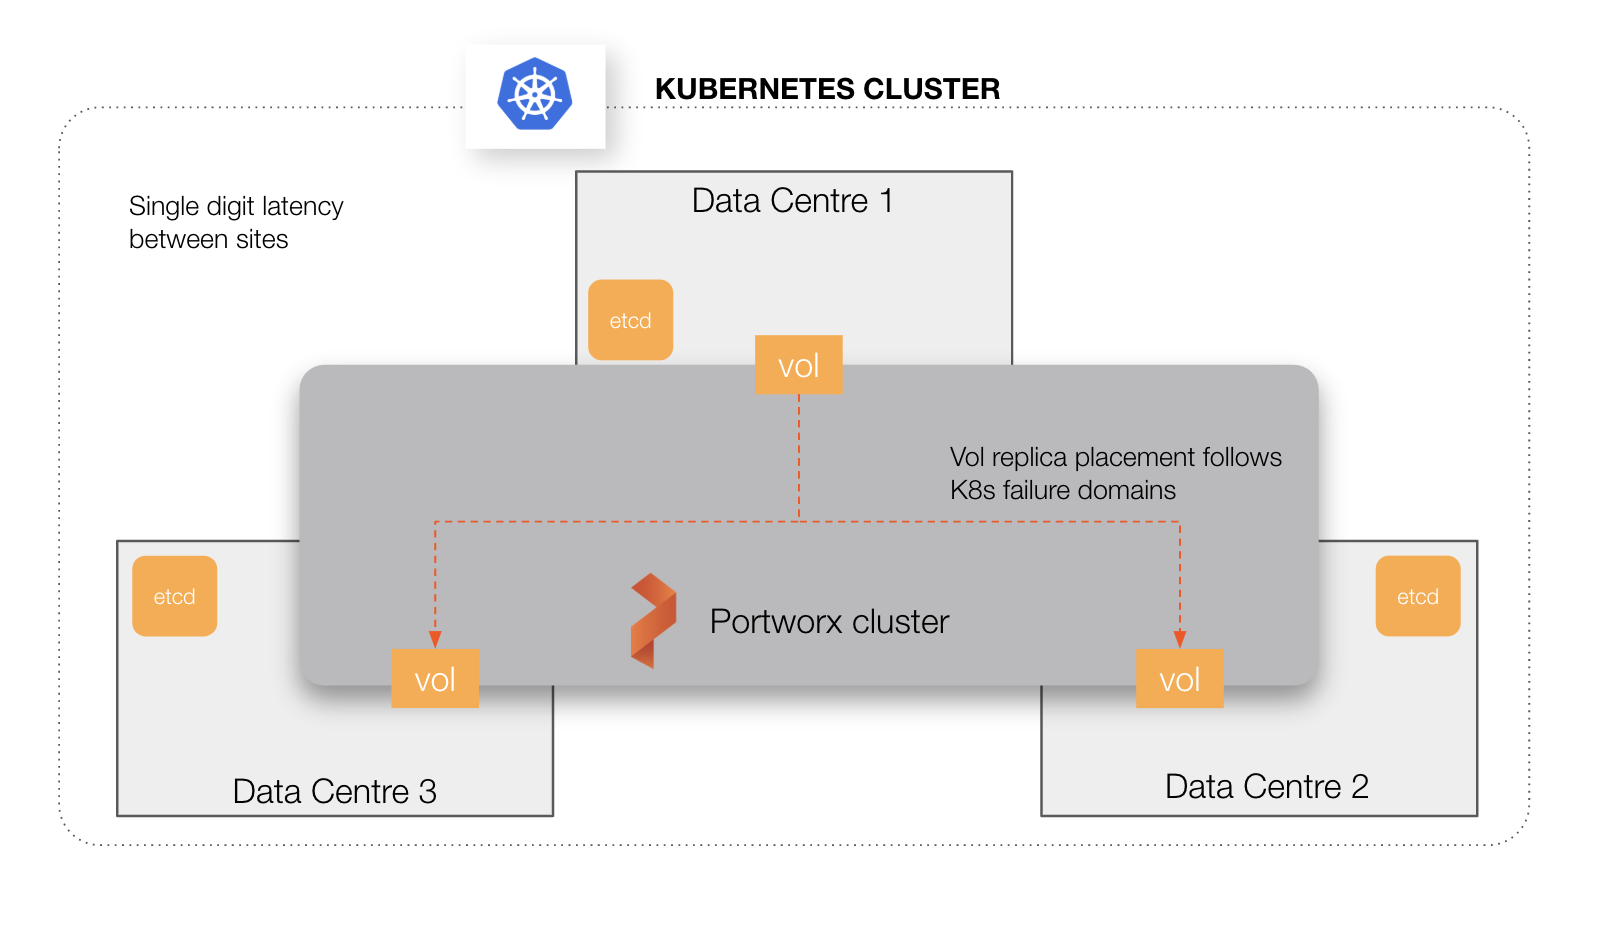 KUBERNETES CLUSTER
Single digit latency
between sites
Data Centre 1
etcd
vol
Vol replica placement follows
K8s failure domains
etcd
etcd
Portworx cluster
vol
vol
Data Centre 3
Data Centre 2